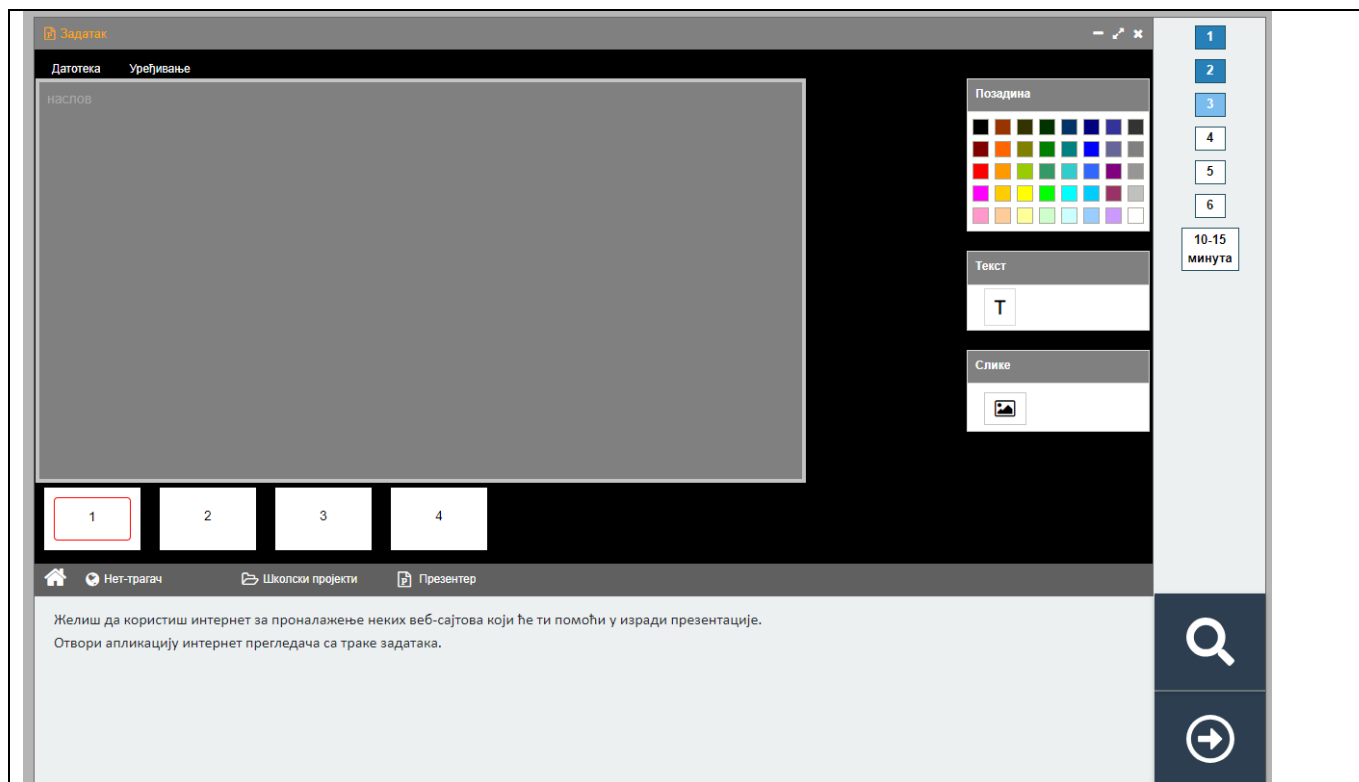 Задатак
Датотека Уређивање
наслов
Позадина
Текст
T
Слике
1 2 3 4
Нет-трагач Школски пројекти Презентер
Желиш да користиш интернет за проналажење неких веб-сајтова који ће ти помоћи у изради презентације.
Отвори апликацију интернет прегледача са траке задатака.
1
2
3
4
5
6
10-15
минута